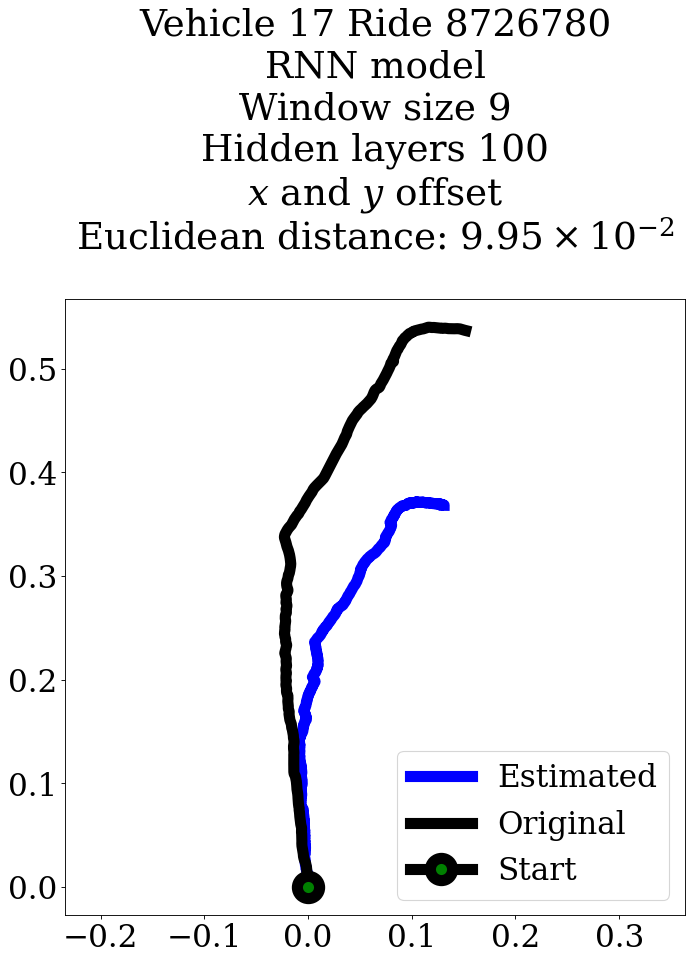 Vehicle 17 Ride 8726780
RNN model
Window size 9
Hidden layers 100
x and y offset
Euclidean distance: 9.95 × 10⁻²
0.5
0.4
0.3
0.2
0.1
0.0
−0.2 −0.1 0.0 0.1 0.2 0.3
Estimated
Original
Start